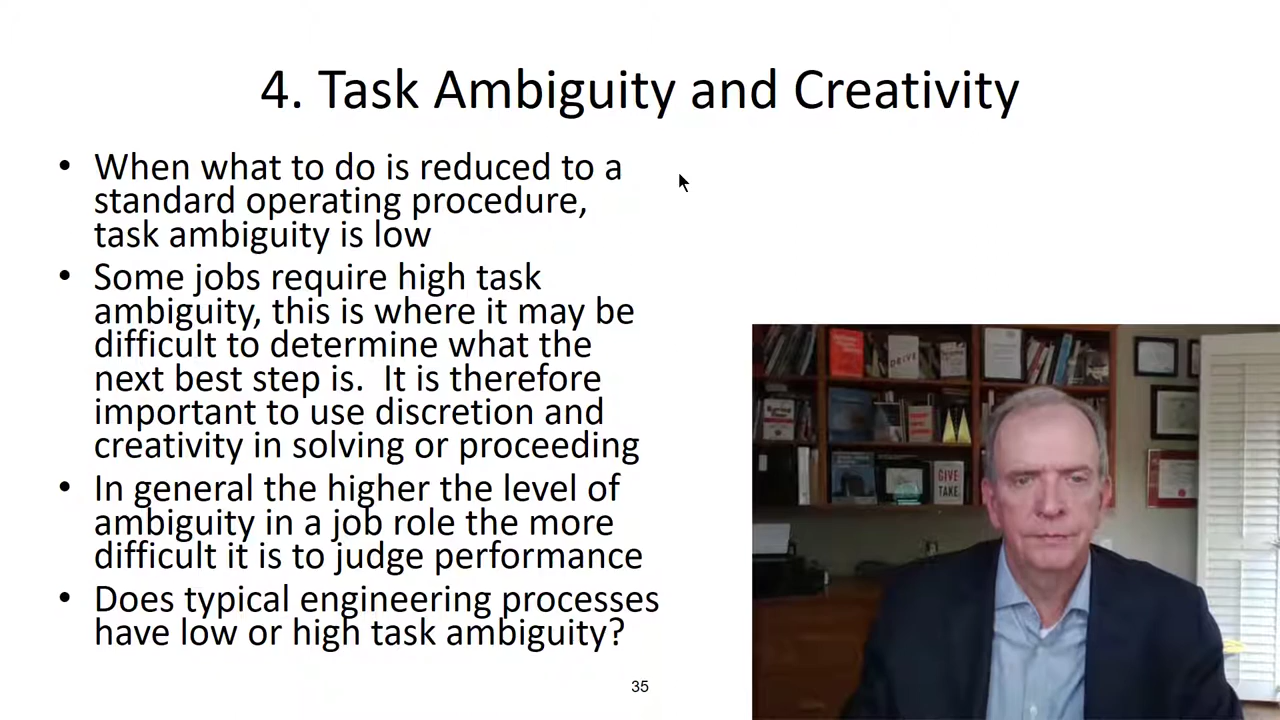 4. Task Ambiguity and Creativity
• When what to do is reduced to a
standard operating procedure,
task ambiguity is low
• Some jobs require high task
ambiguity, this is where it may be
difficult to determine what the
next best step is.  It is therefore
important to use discretion and
creativity in solving or proceeding
• In general the higher the level of
ambiguity in a job role the more
difficult it is to judge performance
• Does typical engineering processes
have low or high task ambiguity?
35
DRIVE
GIVE
TAKE